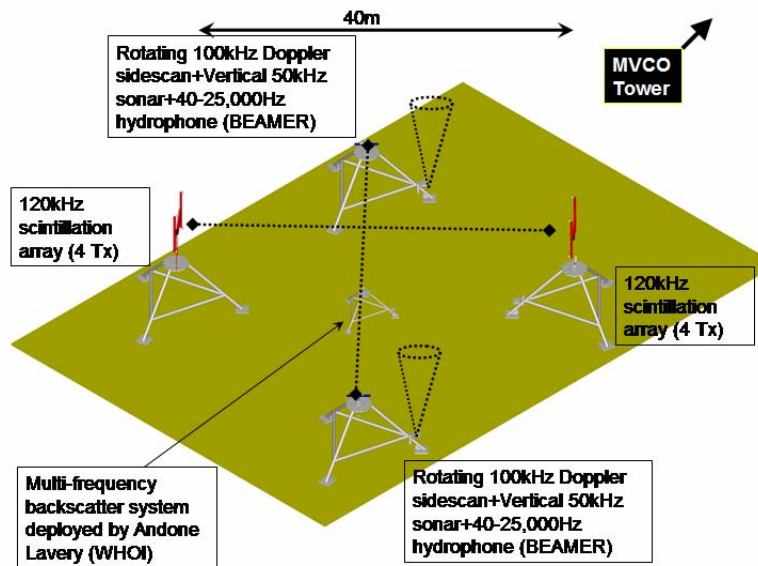 40m
Rotating 100kHz Doppler
sidescan+Vertical 50kHz
sonar+40-25,000Hz
hydrophone (BEAMER)
MVCO
Tower
120kHz
scintillation
array (4 Tx)
120kHz
scintillation
array (4 Tx)
Multi-frequency
backscatter system
deployed by Andone
Lavery (WHOI)
Rotating 100kHz Doppler
sidescan+Vertical 50kHz
sonar+40-25,000Hz
hydrophone (BEAMER)